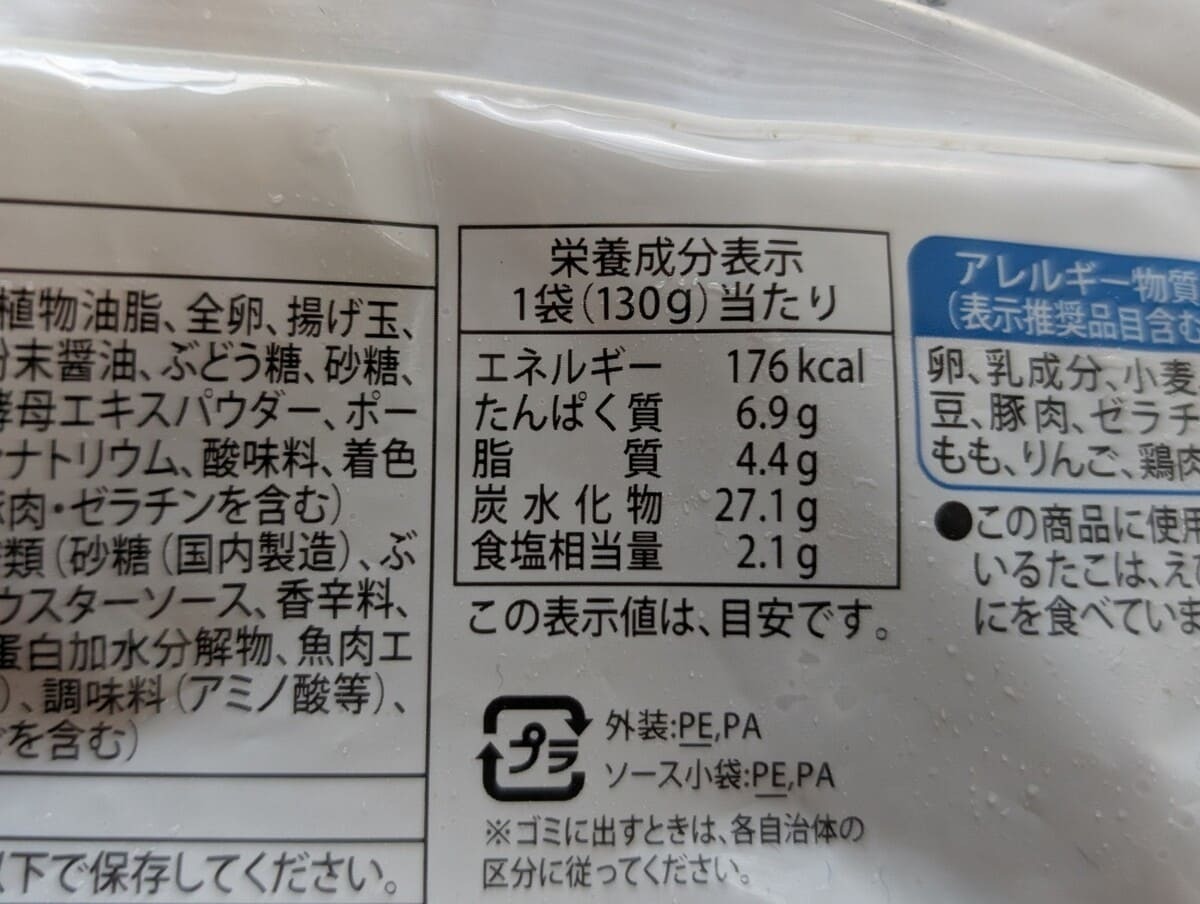 植物油脂、全卵、揚げ玉、
末醤油、ぶどう糖、砂糖、
母エキスパウダー、ポー
ナトリウム、酸味料、着色
肉・ゼラチンを含む)
類(砂糖(国内製造)、ぶ
ウスターソース、香辛料、
蛋白加水分解物、魚肉エ
)、調味料(アミノ酸等)、
を含む)
以下で保存してください。
栄養成分表示
1袋(130g)当たり
エネルギー 176kcal
たんぱく質 6.9g
脂質 4.4g
炭水化物 27.1g
食塩相当量 2.1g
この表示値は、目安です。
プラ
外装:PE,PA
ソース小袋:PE,PA
※ゴミに出すときは、各自治体の
区分に従ってください。
アレルギー物質
(表示推奨品目含む
卵、乳成分、小麦
豆、豚肉、ゼラチ
もも、りんご、鶏肉
●この商品に使用
いるたこは、えび
にを食べていま